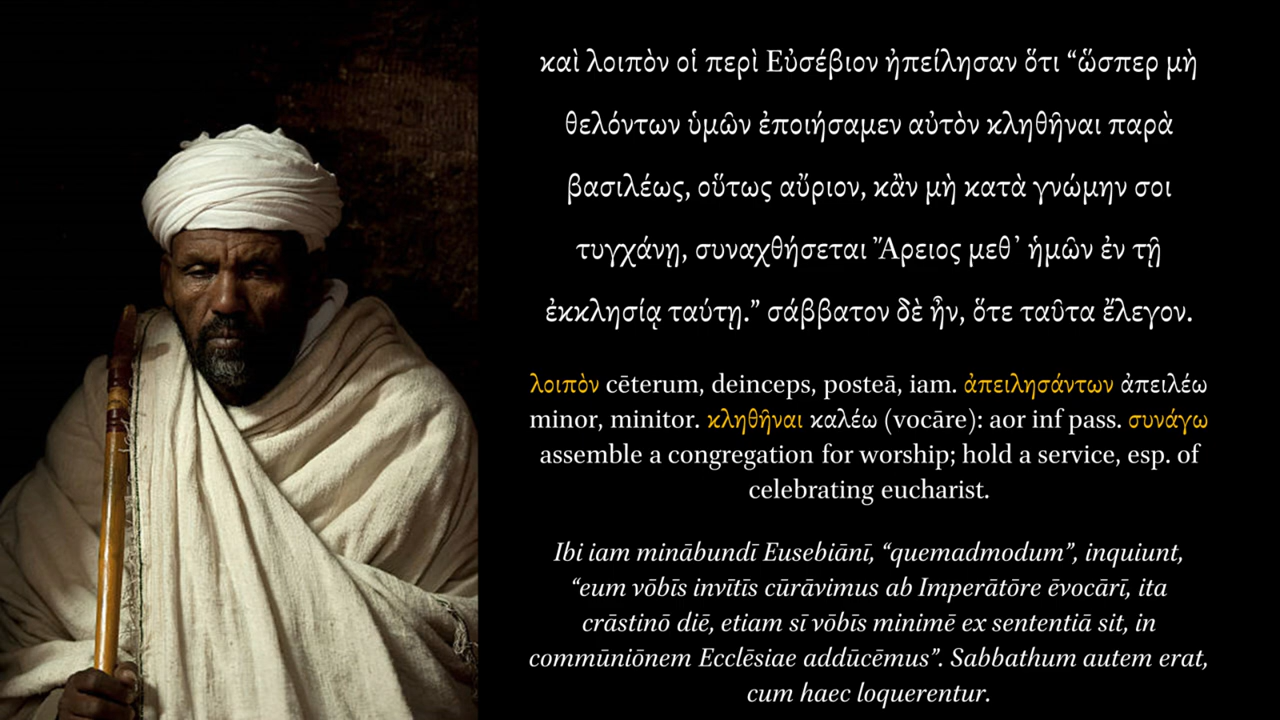 καὶ λοιπὸν οἱ περὶ Εὐσέβιον ἠπείλησαν ὅτι “ὥσπερ μὴ
θελόντων ὑμῶν ἐποιήσαμεν αὐτὸν κληθῆναι παρὰ
βασιλέως, οὕτως αὔριον, κἂν μὴ κατὰ γνώμην σοι
τυγχάνῃ, συναχθήσεται Ἄρειος μεθ᾽ ἡμῶν ἐν τῇ
ἐκκλησίᾳ ταύτῃ.” σάββατον δὲ ἦν, ὅτε ταῦτα ἔλεγον.
λοιπὸν cēterum, deinceps, posteā, iam. ἀπειλησάντων ἀπειλέω
minor, minitor. κληθῆναι καλέω (vocāre): aor inf pass. συνάγω
assemble a congregation for worship; hold a service, esp. of
celebrating eucharist.
Ibi iam minābundī Eusebiānī, “quemadmodum”, inquiunt,
“eum vōbīs invītīs cūrāvimus ab Imperātōre ēvocārī, ita
crāstinō diē, etiam sī vōbīs minimē ex sententiā sit, in
commūniōnem Ecclēsiae addūcēmus”. Sabbathum autem erat,
cum haec loquerentur.